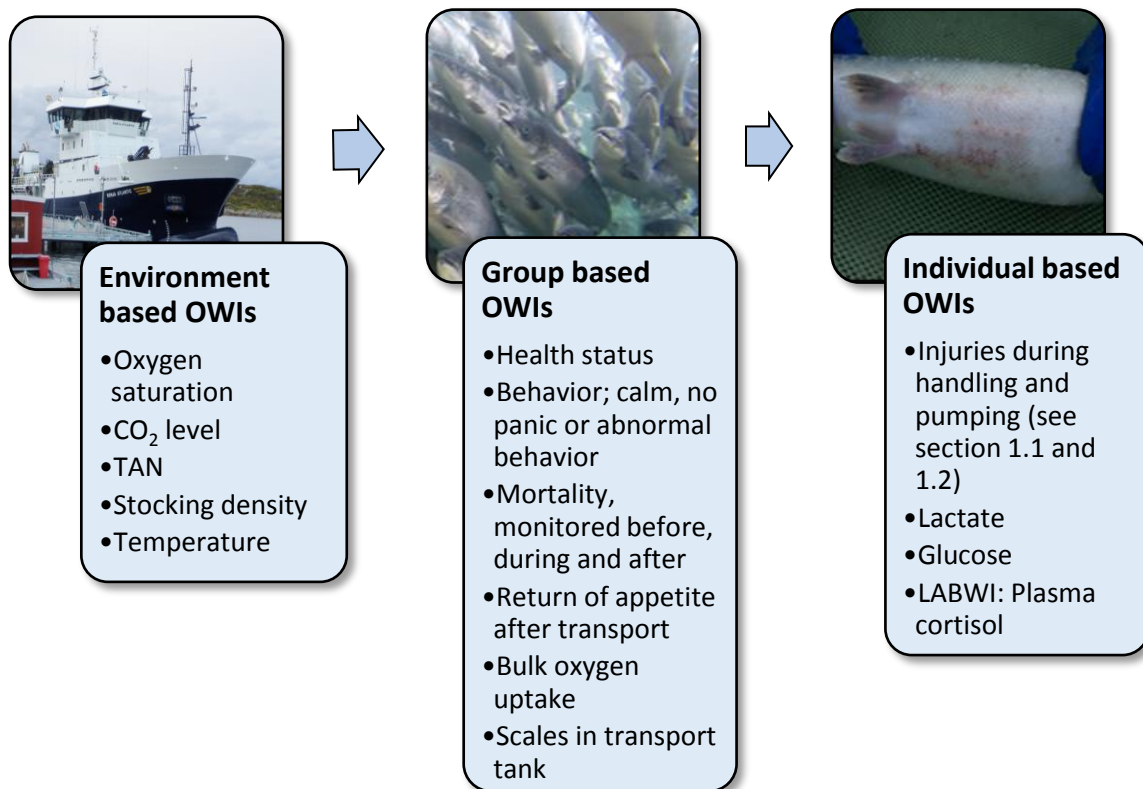 Environment
based OWIs
•Oxygen
saturation
•CO₂ level
•TAN
•Stocking density
•Temperature
Group based
OWIs
•Health status
•Behavior; calm, no
panic or abnormal
behavior
•Mortality,
monitored before,
during and after
•Return of appetite
after transport
•Bulk oxygen
uptake
•Scales in transport
tank
Individual based
OWIs
•Injuries during
handling and
pumping (see
section 1.1 and
1.2)
•Lactate
•Glucose
•LABWI: Plasma
cortisol